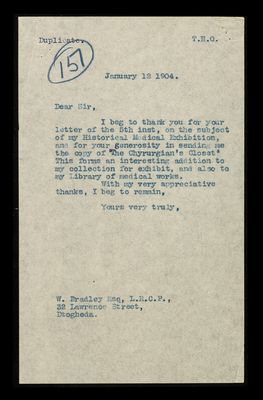 Duplicate.
T.H.O.
157
January 12 1904.
Dear Sir,
I beg to thank you for your
letter of the 5th inst, on the subject
of my Historical Medical Exhibition,
and for your generosity in sending me
the copy of "The Chyrurgian's Closet"
This forms an interesting addition to
my collection for exhibit, and also to
my Library of medical works.
With my very appreciative
thanks, I beg to remain,
Yours very truly,
W. Bradley Esq, L.R.C.P.,
32 Lawrence Street,
Dtogheda.